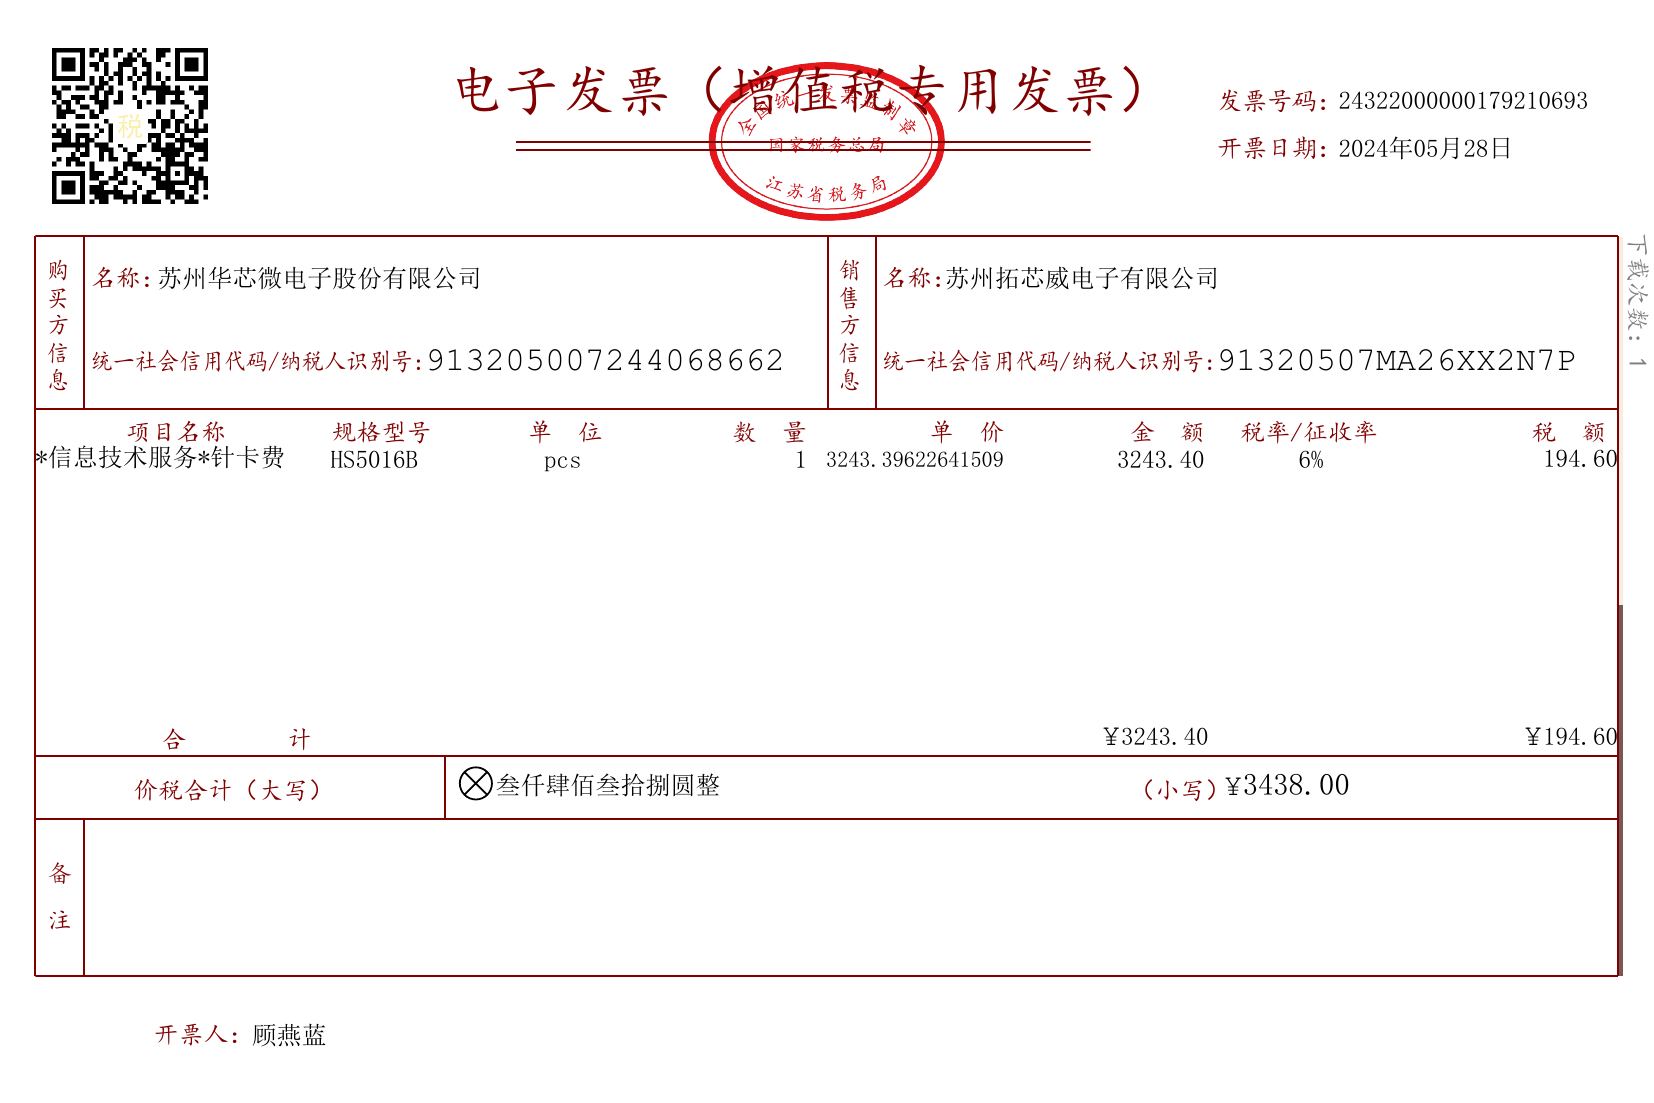 电子发票（增值税专用发票）
全国统一发票监制章
国家税务总局
江苏省税务局
税
发票号码：24322000000179210693
开票日期：2024年05月28日
下载次数：1
购买方信息
名称：苏州华芯微电子股份有限公司
统一社会信用代码/纳税人识别号：913205007244068662
销售方信息
名称：苏州拓芯威电子有限公司
统一社会信用代码/纳税人识别号：91320507MA26XX2N7P
项目名称 规格型号 单 位 数 量 单 价 金 额 税率/征收率 税 额
*信息技术服务*针卡费 HS5016B pcs 1 3243.39622641509 3243.40 6% 194.60
合 计 ¥3243.40 ¥194.60
价税合计（大写） 叁仟肆佰叁拾捌圆整 （小写）¥3438.00
备注
开票人：顾燕蓝